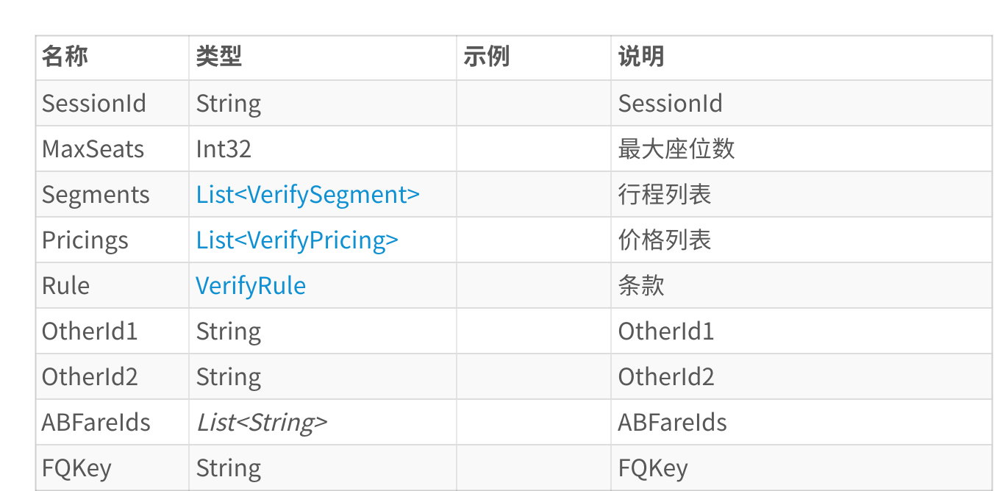 名称 类型 示例 说明
SessionId String SessionId
MaxSeats Int32 最大座位数
Segments List<VerifySegment> 行程列表
Pricings List<VerifyPricing> 价格列表
Rule VerifyRule 条款
OtherId1 String OtherId1
OtherId2 String OtherId2
ABFareIds List<String> ABFareIds
FQKey String FQKey